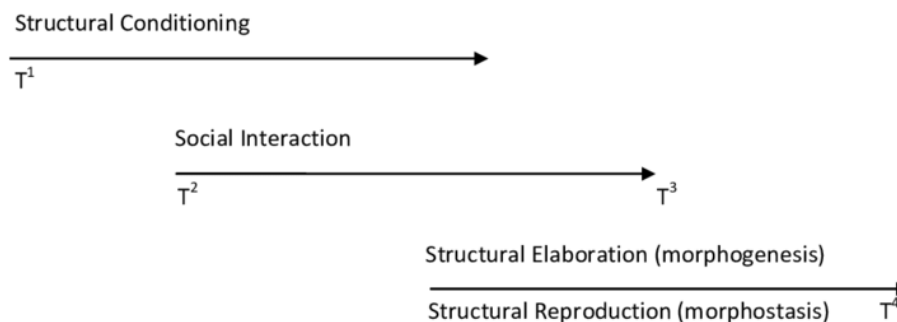 Structural Conditioning
T¹
Social Interaction
T² T³
Structural Elaboration (morphogenesis)
Structural Reproduction (morphostasis) T⁴